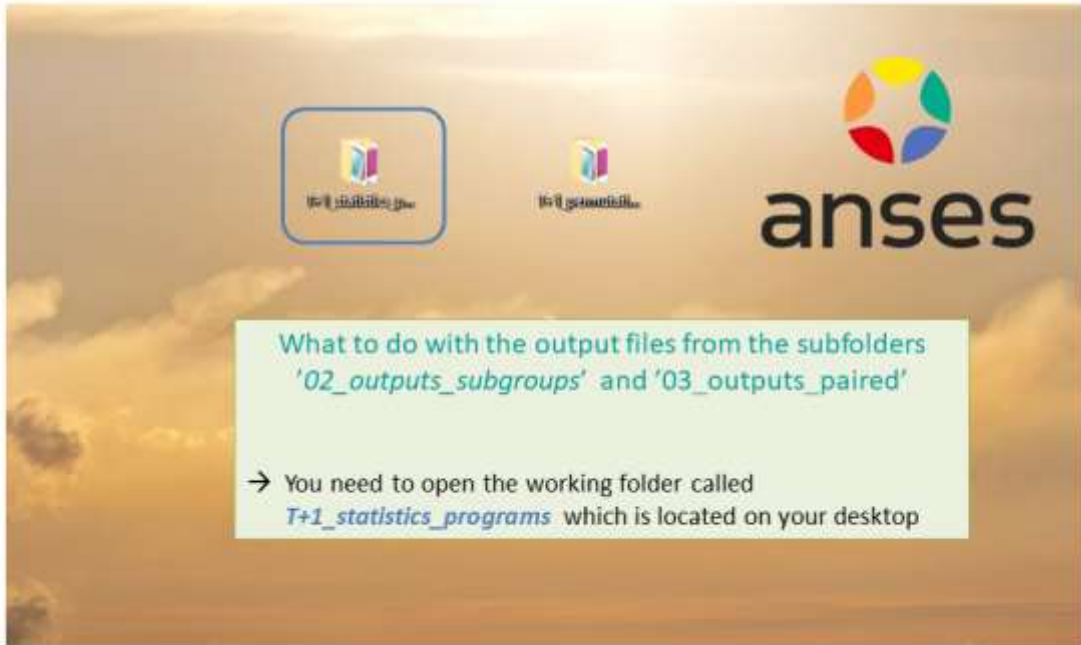 T+1_statistics_p...
anses
What to do with the output files from the subfolders
'02_outputs_subgroups' and '03_outputs_paired'
→ You need to open the working folder called
T+1_statistics_programs which is located on your desktop